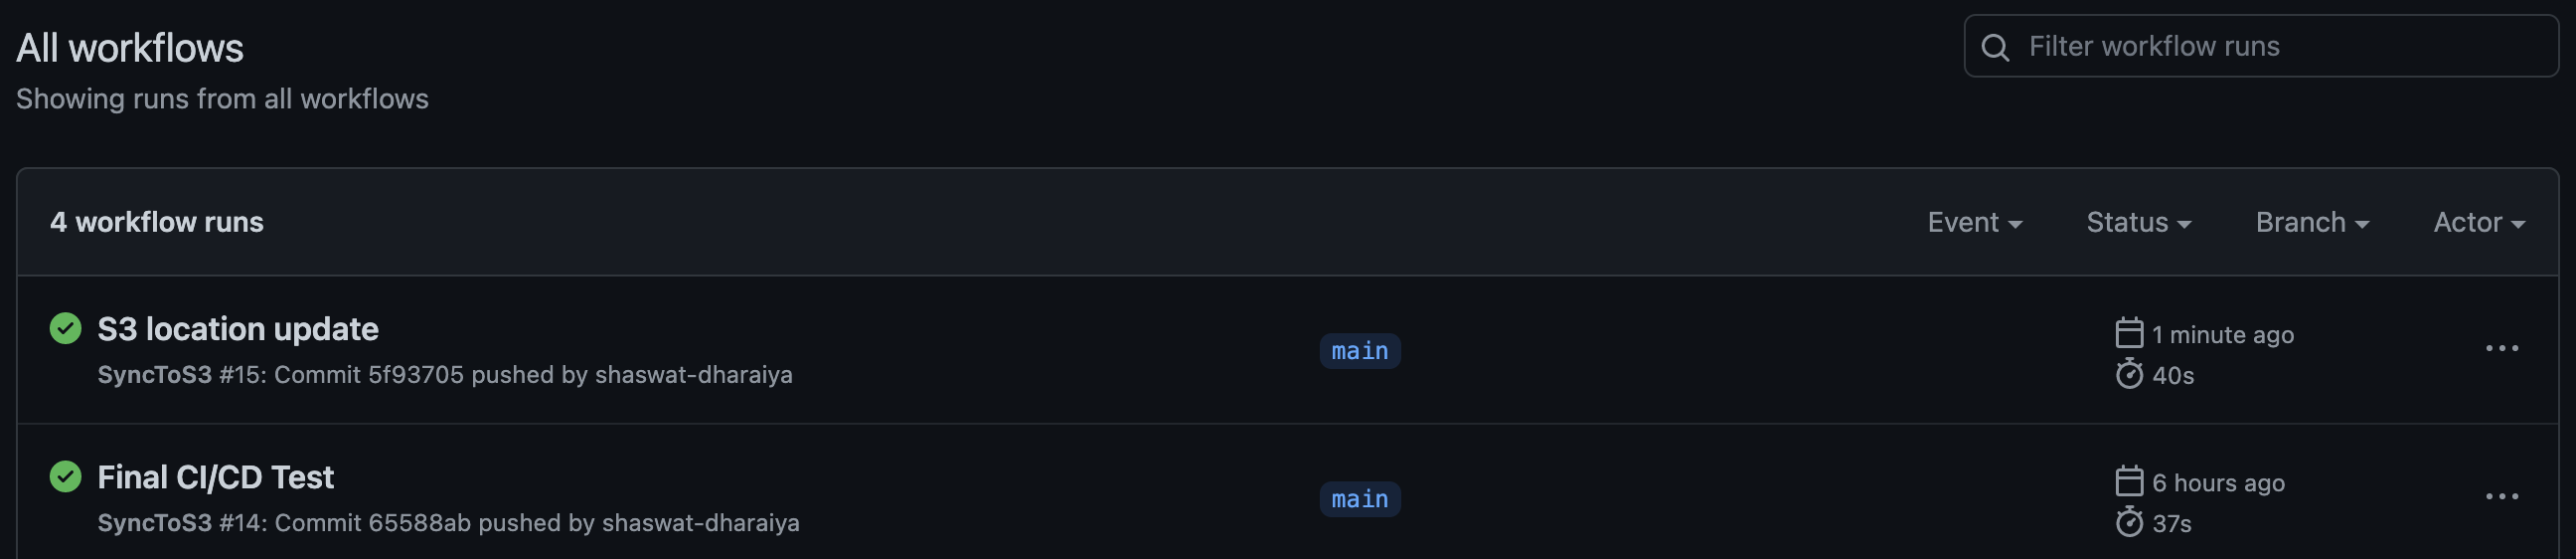 All workflows
Filter workflow runs
Showing runs from all workflows
4 workflow runs
Event
Status
Branch
Actor
S3 location update
SyncToS3 #15: Commit 5f93705 pushed by shaswat-dharaiya
main
1 minute ago
40s
Final CI/CD Test
SyncToS3 #14: Commit 65588ab pushed by shaswat-dharaiya
main
6 hours ago
37s